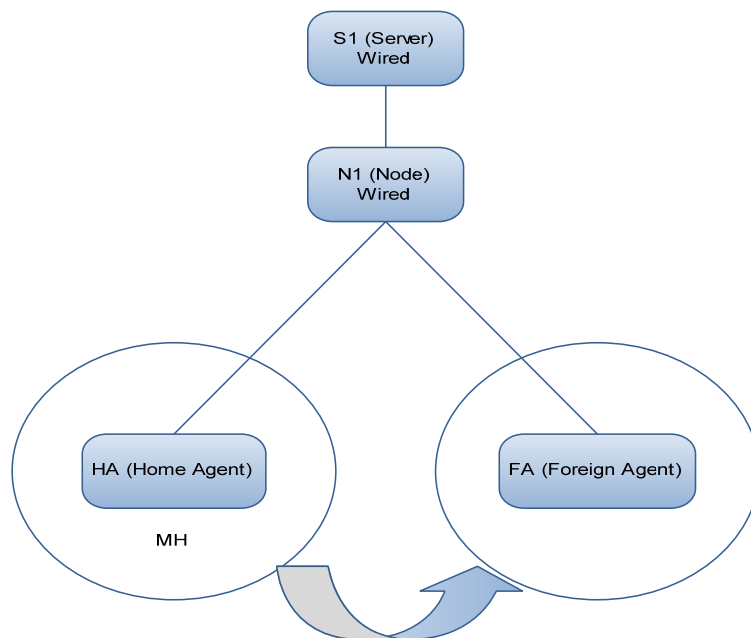 S1 (Server)
Wired
N1 (Node)
Wired
HA (Home Agent)
FA (Foreign Agent)
MH